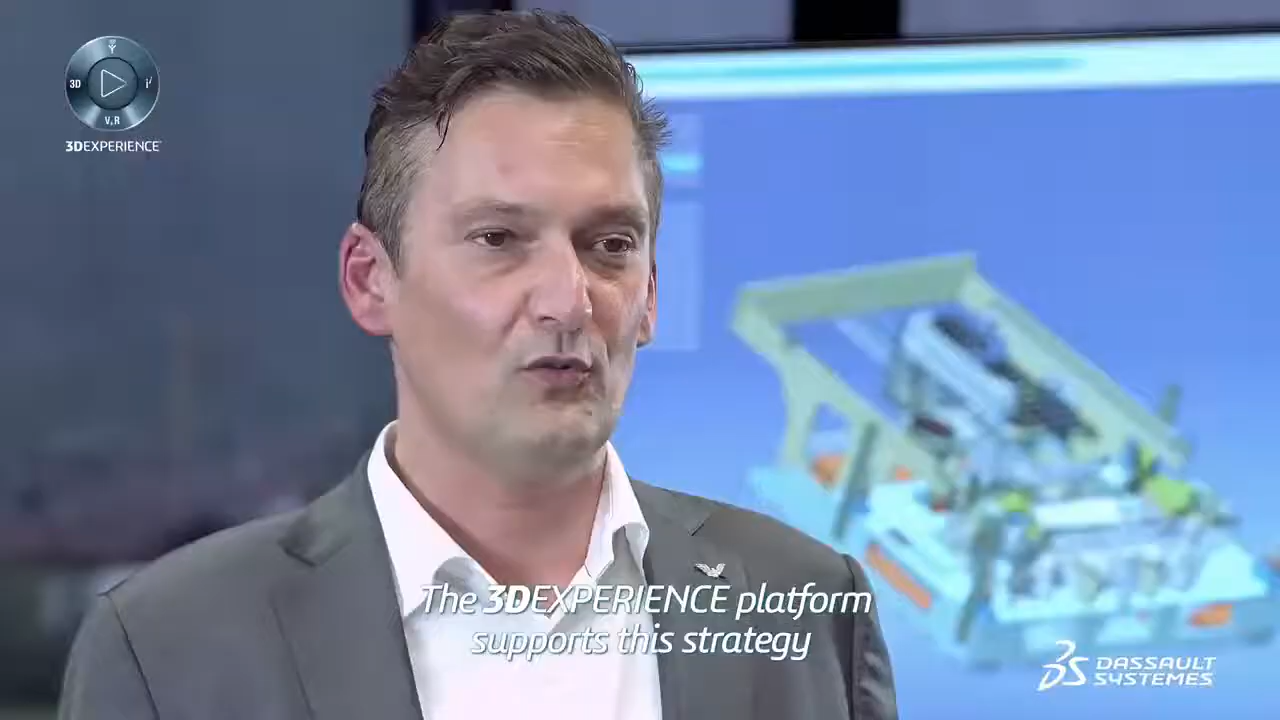 3D
i
V,R
3DEXPERIENCE
The 3DEXPERIENCE platform
supports this strategy
DASSAULT
SYSTEMES